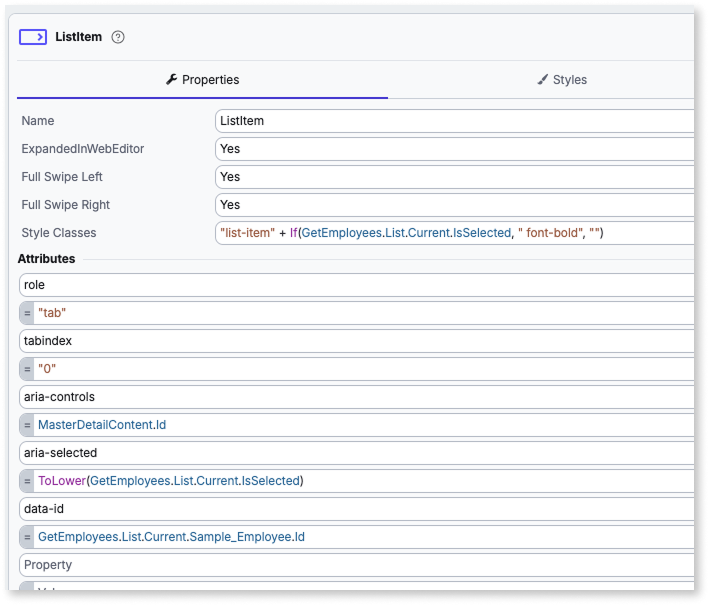 ListItem
Properties
Styles
Name
ListItem
ExpandedInWebEditor
Yes
Full Swipe Left
Yes
Full Swipe Right
Yes
Style Classes
"list-item" + If(GetEmployees.List.Current.IsSelected, " font-bold", "")
Attributes
role
= "tab"
tabindex
= "0"
aria-controls
= MasterDetailContent.Id
aria-selected
= ToLower(GetEmployees.List.Current.IsSelected)
data-id
= GetEmployees.List.Current.Sample_Employee.Id
Property